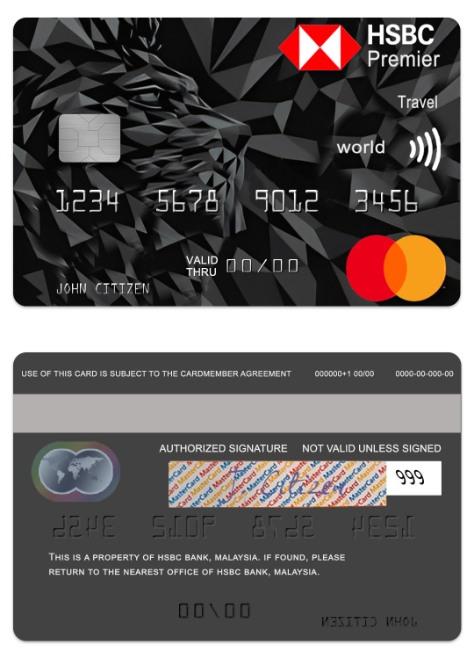 HSBC
Premier
Travel
world
1234 5678 9012 3456
VALID
THRU 00/00
JOHN CITIZEN
USE OF THIS CARD IS SUBJECT TO THE CARDMEMBER AGREEMENT 000000+1 00/00 0000-00-000-00
AUTHORIZED SIGNATURE NOT VALID UNLESS SIGNED
MasterCard MasterCard MasterCard
999
THIS IS A PROPERTY OF HSBC BANK, MALAYSIA. IF FOUND, PLEASE
RETURN TO THE NEAREST OFFICE OF HSBC BANK, MALAYSIA.
00/00
JOHN CITIZEN